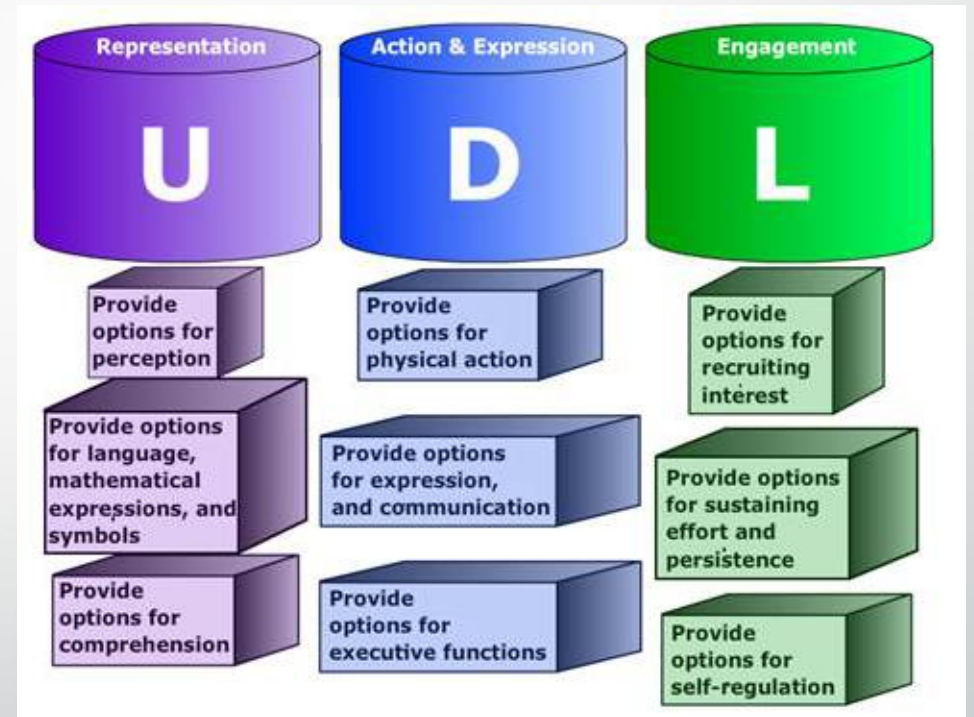 Representation
U
Provide
options for
perception
Provide options
for language,
mathematical
expressions, and
symbols
Provide
options for
comprehension
Action & Expression
D
Provide
options for
physical action
Provide options
for expression,
and communication
Provide
options for
executive functions
Engagement
L
Provide
options for
recruiting
interest
Provide options
for sustaining
effort and
persistence
Provide
options for
self-regulation